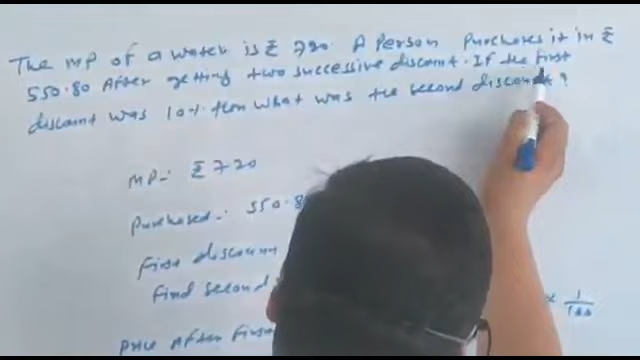 The MP of a water is ₹ 720. A Person Purchases it in ₹
550.80 After getting two successive discount. If the first
discount was 10%. then what was the second discount?
MP:- ₹ 720
Purchased:- 550.8
First discoun
Find second
× 1/100
Price After First